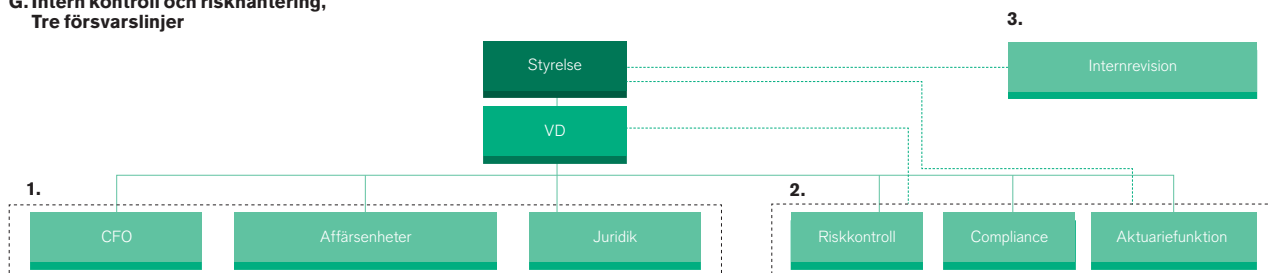 G. Intern kontroll och riskhantering,
Tre försvarslinjer
3.
Styrelse
Internrevision
VD
1.
2.
CFO
Affärsenheter
Juridik
Riskkontroll
Compliance
Aktuariefunktion